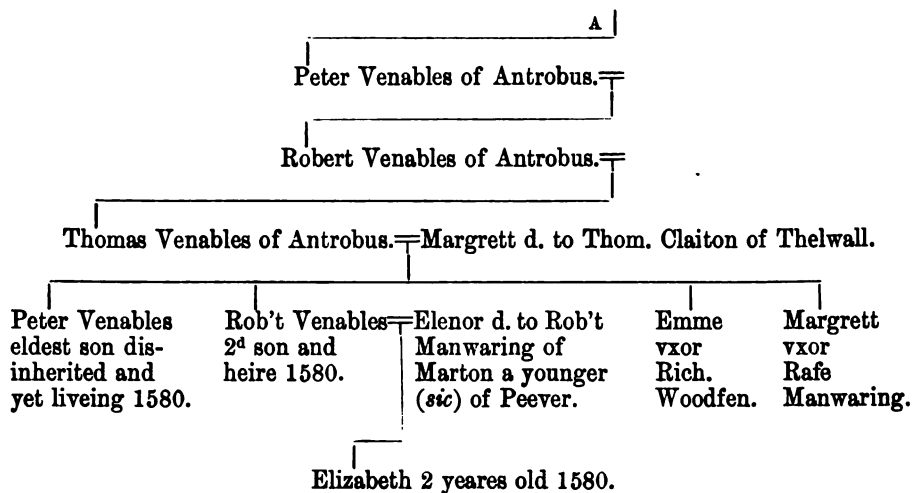 A
Peter Venables of Antrobus.
Robert Venables of Antrobus.
Thomas Venables of Antrobus. Margrett d. to Thom. Claiton of Thelwall.
Peter Venables
eldest son dis-
inherited and
yet liveing 1580.
Rob't Venables
2d son and
heire 1580.
Elenor d. to Rob't
Manwaring of
Marton a younger
(sic) of Peever.
Emme
vxor
Rich.
Woodfen.
Margrett
vxor
Rafe
Manwaring.
Elizabeth 2 yeares old 1580.